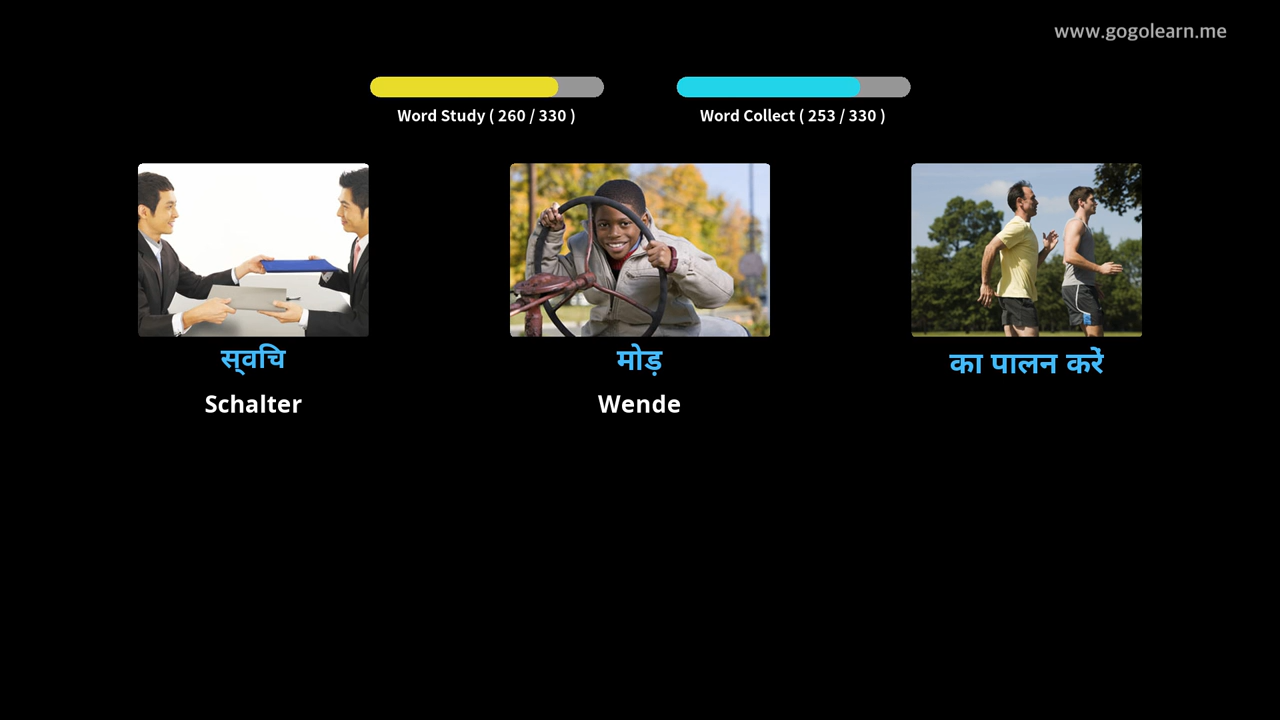 www.gogolearn.me
Word Study ( 260 / 330 )
Word Collect ( 253 / 330 )
स्वचि
मोड़
का पालन करें
Schalter
Wende